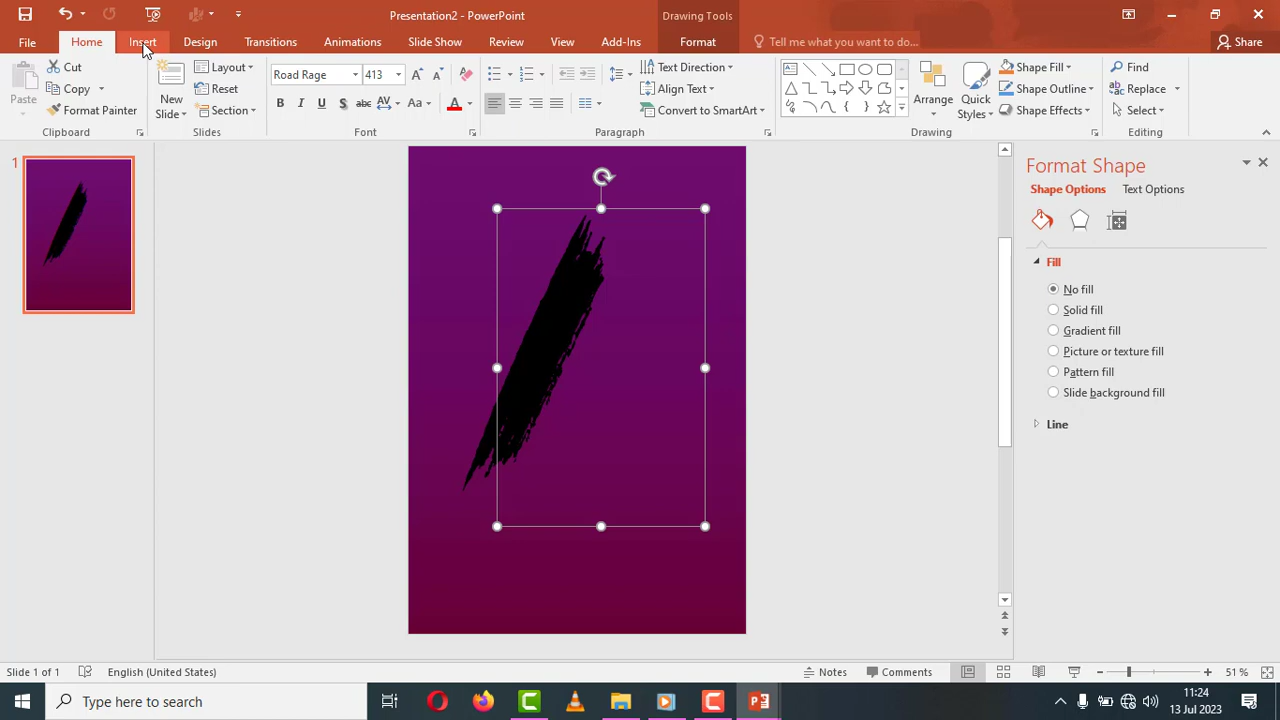 Presentation2 - PowerPoint
Drawing Tools
File
Home
Insert
Design
Transitions
Animations
Slide Show
Review
View
Add-Ins
Format
Tell me what you want to do...
Share
Paste
Cut
Copy
Format Painter
Clipboard
New
Slide
Layout
Reset
Section
Slides
Road Rage
413
B I U S abc AV Aa A
Font
Text Direction
Align Text
Convert to SmartArt
Paragraph
Arrange
Quick
Styles
Shape Fill
Shape Outline
Shape Effects
Drawing
Find
Replace
Select
Editing
1
Format Shape
Shape Options
Text Options
Fill
No fill
Solid fill
Gradient fill
Picture or texture fill
Pattern fill
Slide background fill
Line
Slide 1 of 1
English (United States)
Notes
Comments
51 %
Type here to search
11:24
13 Jul 2023